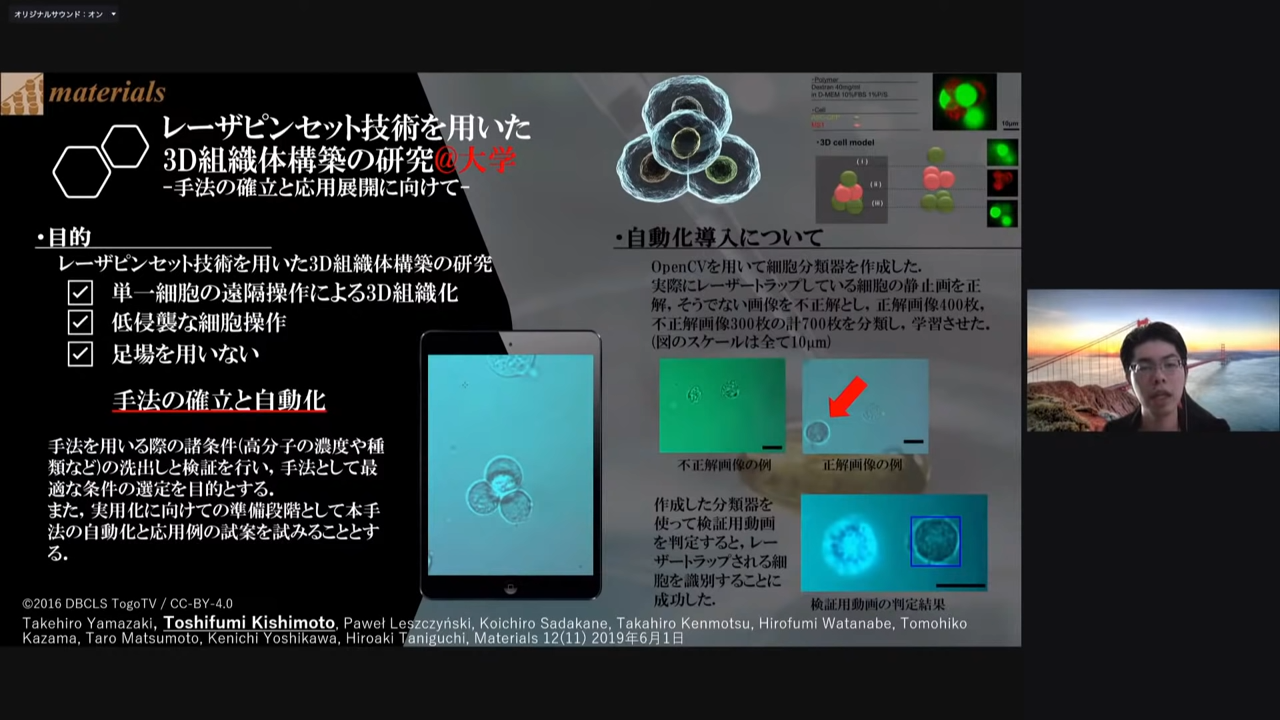 オリジナルサウンド：オン
materials
レーザピンセット技術を用いた
3D組織体構築の研究@大学
-手法の確立と応用展開に向けて-
・目的
レーザピンセット技術を用いた3D組織体構築の研究
単一細胞の遠隔操作による3D組織化
低侵襲な細胞操作
足場を用いない
手法の確立と自動化
手法を用いる際の諸条件(高分子の濃度や種
類など)の洗出しと検証を行い, 手法として最
適な条件の選定を目的とする.
また, 実用化に向けての準備段階として本手
法の自動化と応用例の試案を試みることとす
る。
・Polymer
Dextran 40mg/ml
in D-MEM 10%FBS 1%P/S
・Cell
10μm
・3D cell model
(i)
(ii)
(iii)
・自動化導入について
OpenCVを用いて細胞分類器を作成した.
実際にレーザートラップしている細胞の静止画を正
解, そうでない画像を不正解とし, 正解画像400枚,
不正解画像300枚の計700枚を分類し, 学習させた.
(図のスケールは全て10μm)
不正解画像の例
正解画像の例
作成した分類器を
使って検証用動画
を判定すると, レー
ザートラップされる細
胞を識別することに
成功した.
検証用動画の判定結果
©2016 DBCLS TogoTV / CC-BY-4.0
Takehiro Yamazaki, Toshifumi Kishimoto, Paweł Leszczyński, Koichiro Sadakane, Takahiro Kenmotsu, Hirofumi Watanabe, Tomohiko
Kazama, Taro Matsumoto, Kenichi Yoshikawa, Hiroaki Taniguchi, Materials 12(11) 2019年6月1日